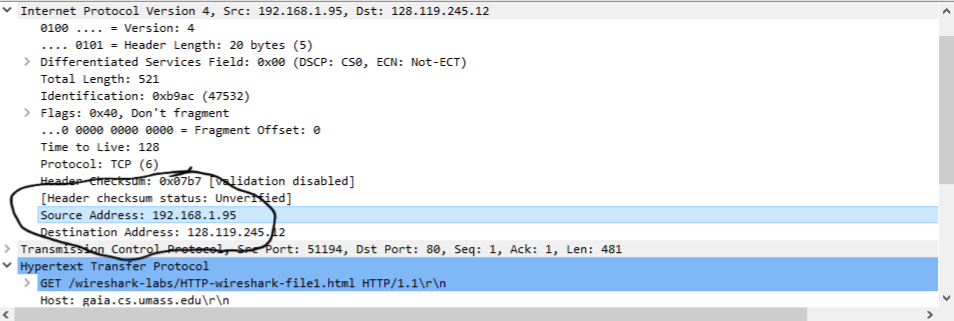 Internet Protocol Version 4, Src: 192.168.1.95, Dst: 128.119.245.12
0100 .... = Version: 4
.... 0101 = Header Length: 20 bytes (5)
Differentiated Services Field: 0x00 (DSCP: CS0, ECN: Not-ECT)
Total Length: 521
Identification: 0xb9ac (47532)
Flags: 0x40, Don't fragment
...0 0000 0000 0000 = Fragment Offset: 0
Time to Live: 128
Protocol: TCP (6)
Header Checksum: 0x07b7 [validation disabled]
[Header checksum status: Unverified]
Source Address: 192.168.1.95
Destination Address: 128.119.245.12
Transmission Control Protocol, Src Port: 51194, Dst Port: 80, Seq: 1, Ack: 1, Len: 481
Hypertext Transfer Protocol
GET /wireshark-labs/HTTP-wireshark-file1.html HTTP/1.1\r\n
Host: gaia.cs.umass.edu\r\n